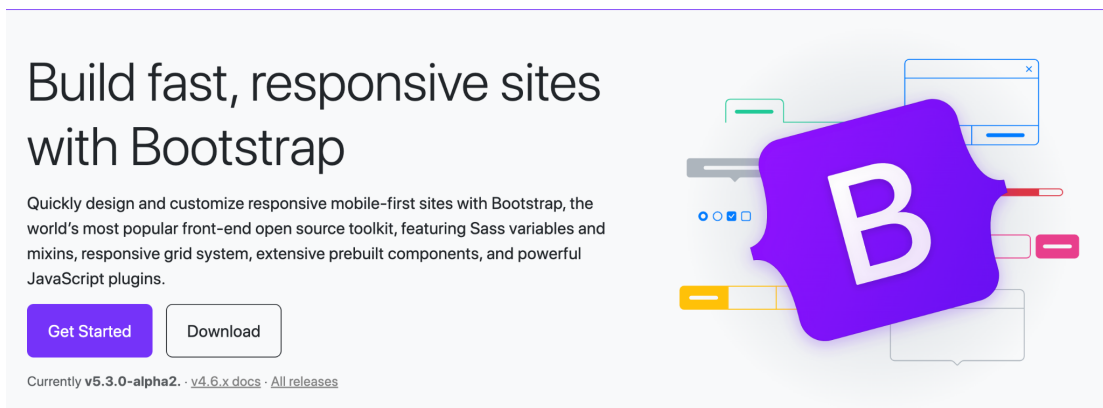 Build fast, responsive sites
with Bootstrap
Quickly design and customize responsive mobile-first sites with Bootstrap, the
world’s most popular front-end open source toolkit, featuring Sass variables and
mixins, responsive grid system, extensive prebuilt components, and powerful
JavaScript plugins.
Get Started Download
Currently v5.3.0-alpha2. · v4.6.x docs · All releases
B